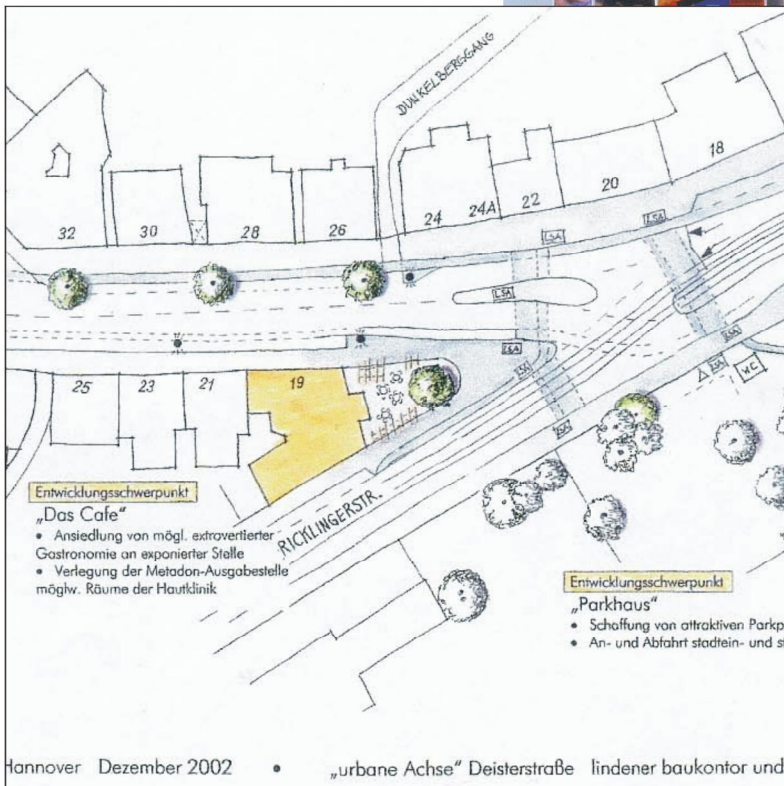 DUNKELBERGGANG
18
20
22
24A
24
26
28
30
32
LSA
LSA
LSA
LSA
LSA
LSA
LSA
LSA
W.C.
25
23
21
19
RICKLINGERSTR.
Entwicklungsschwerpunkt
„Das Cafe“
• Ansiedlung von mögl. extravertierter
Gastronomie an exponierter Stelle
• Verlegung der Metadon-Ausgabestelle
möglw. Räume der Hautklinik
Entwicklungsschwerpunkt
„Parkhaus“
• Schaffung von attraktiven Parkp
• An- und Abfahrt stadtein- und s
Hannover Dezember 2002 • „urbane Achse“ Deisterstraße lindener baukontor und